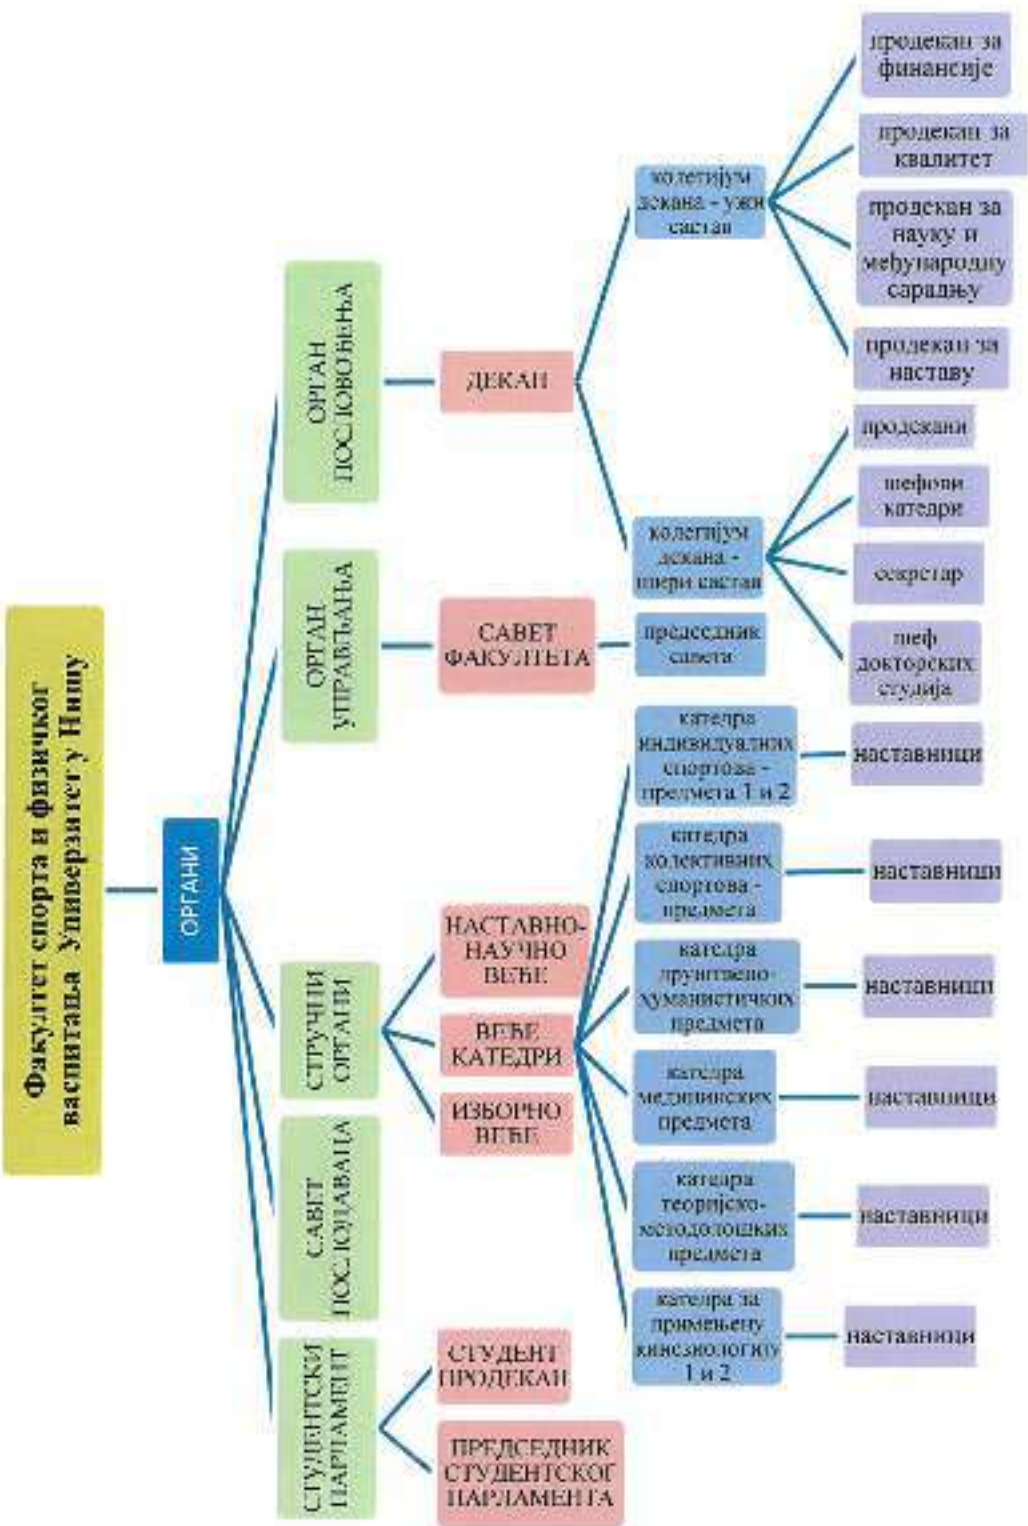 Факултет спорта и физичког
васпитања Универзитет у Нишу
ОРГАНИ
СТУДЕНТСКИ
ПАРЛАМЕНТ
САВЕТ
ПОСЛОДАВАЦА
СТРУЧНИ
ОРГАНИ
ОРГАН
УПРАВЉАЊА
ОРГАН
ПОСЛОВОЂЕЊА
ДЕКАН
САВЕТ
ФАКУЛТЕТА
НАСТАВНО-
НАУЧНО
ВЕЋЕ
ВЕЋЕ
КАТЕДРИ
ИЗБОРНО
ВЕЋЕ
СТУДЕНТ
ПРОДЕКАН
ПРЕДСЕДНИК
СТУДЕНТСКОГ
ПАРЛАМЕНТА
колегијум
декана - ужи
састав
колегијум
декана -
шири састав
председник
савета
катедра
индивидуалних
спортова -
предмета 1 и 2
катедра
колективних
спортова -
предмета
катедра
друштвено-
хуманистичких
предмета
катедра
медицинских
предмета
катедра
теоријско-
методолошких
предмета
катедра за
примењену
кинезиологију
1 и 2
продекан за
финансије
продекан за
квалитет
продекан за
науку и
међународну
сарадњу
продекан за
наставу
продекани
шефови
катедри
секретар
шеф
докторских
студија
наставници
наставници
наставници
наставници
наставници
наставници